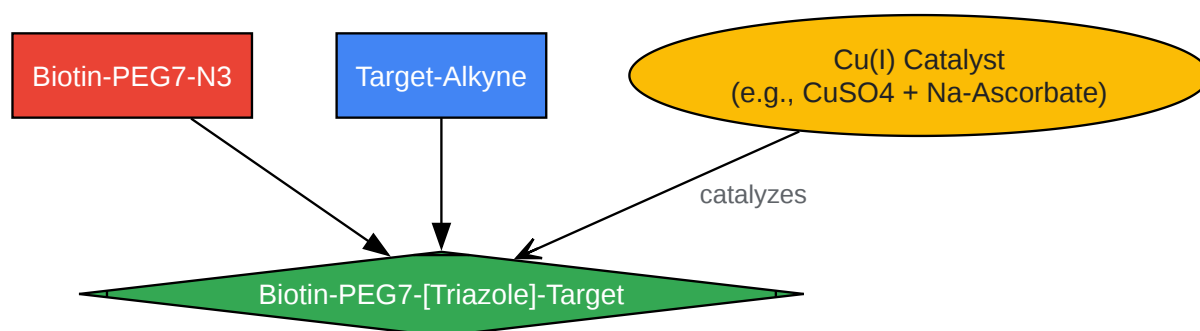 Biotin-PEG7-N3
Target-Alkyne
Cu(I) Catalyst
(e.g., CuSO4 + Na-Ascorbate)
catalyzes
Biotin-PEG7-[Triazole]-Target